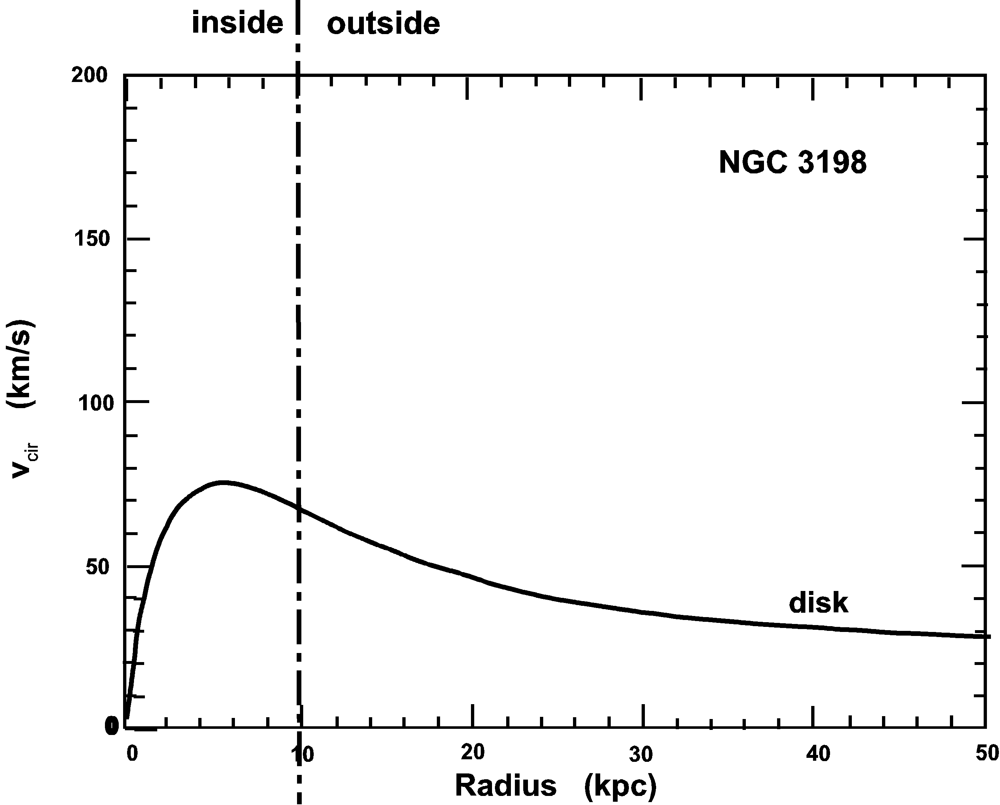 inside outside
200
NGC 3198
150
100
50
0
disk
v cir (km/s)
0 10 20 30 40 50
Radius (kpc)